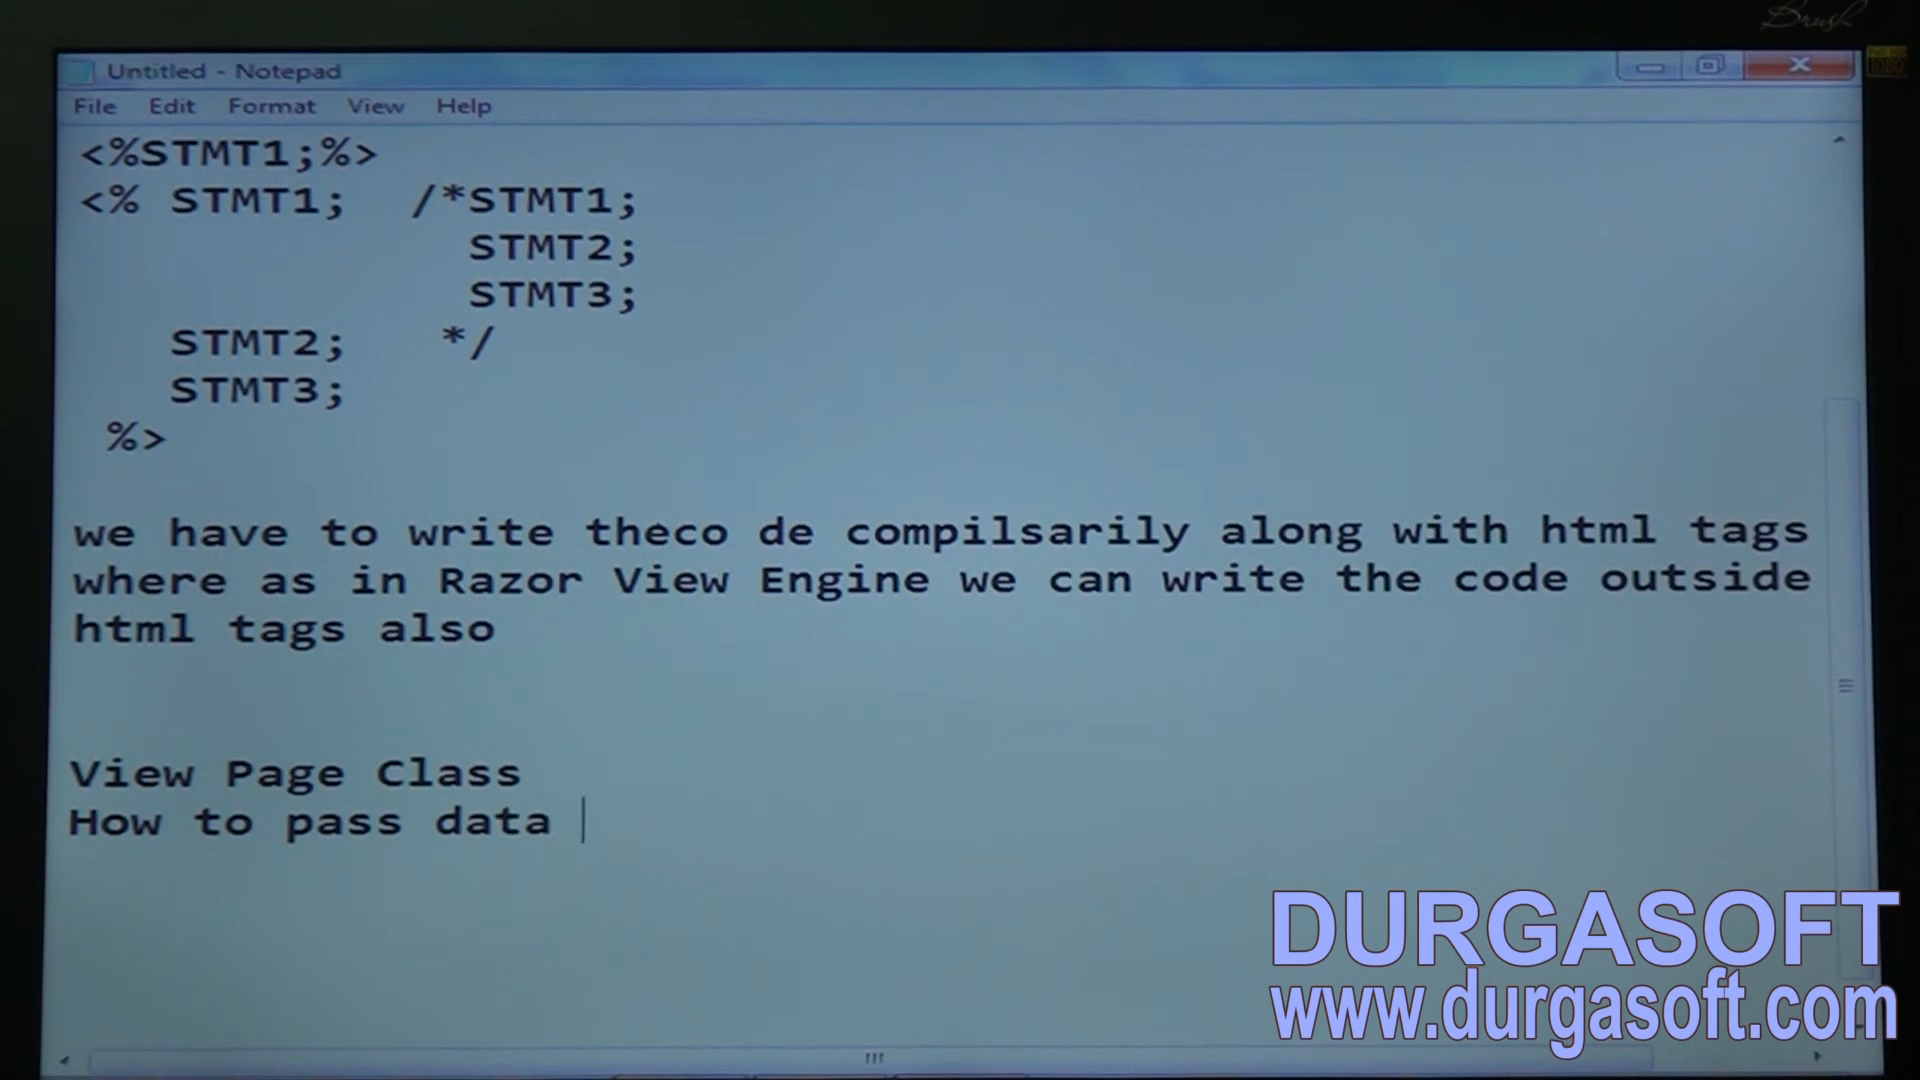 Brush
Untitled - Notepad
File Edit Format View Help
<%STMT1;%>
<% STMT1; /*STMT1;
STMT2;
STMT3;
STMT2; */
STMT3;
%>
we have to write theco de compilsarily along with html tags
where as in Razor View Engine we can write the code outside
html tags also
View Page Class
How to pass data
DURGASOFT
www.durgasoft.com